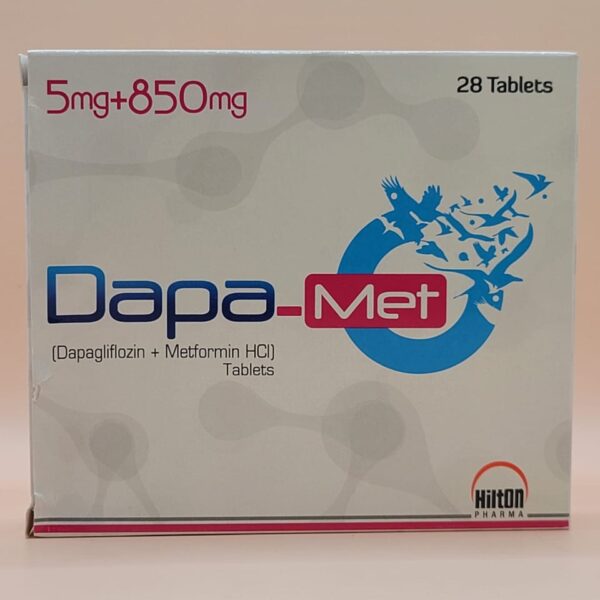 5mg+850mg
28 Tablets
Dapa-Met
(Dapagliflozin + Metformin HCl)
Tablets
HiltON
PHARMA